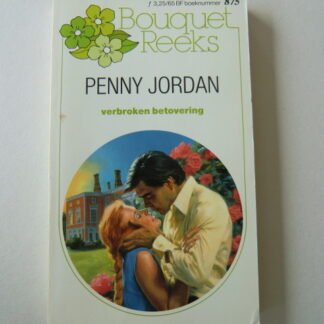 ƒ 3,25/65 BF boeknummer 875
Bouquet
Reeks
PENNY JORDAN
verbroken betovering